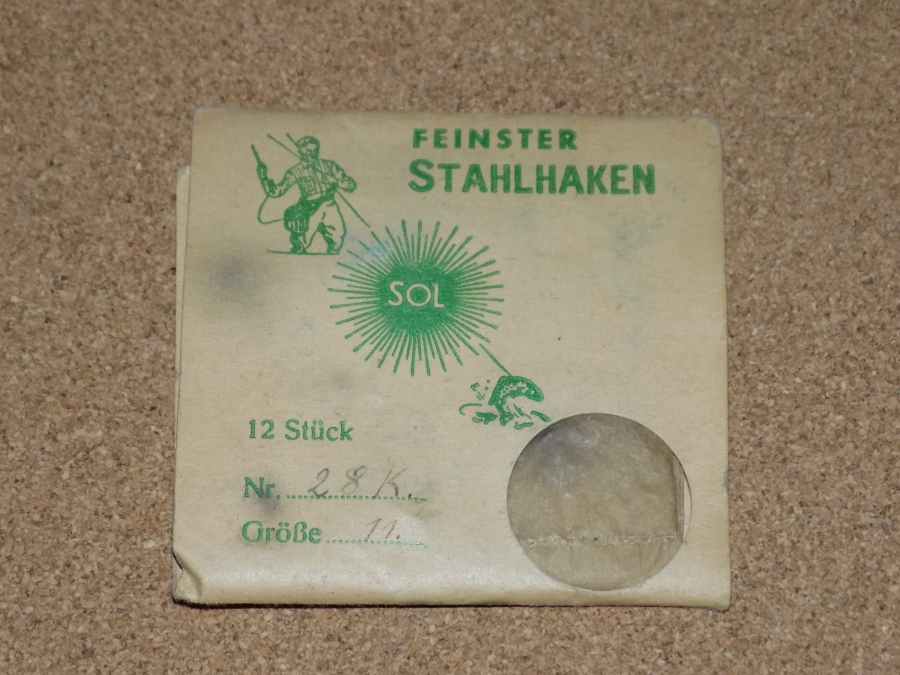 FEINSTER
STAHLHAKEN
SOL
12 Stück
Nr. 28 K.
Größe 11.